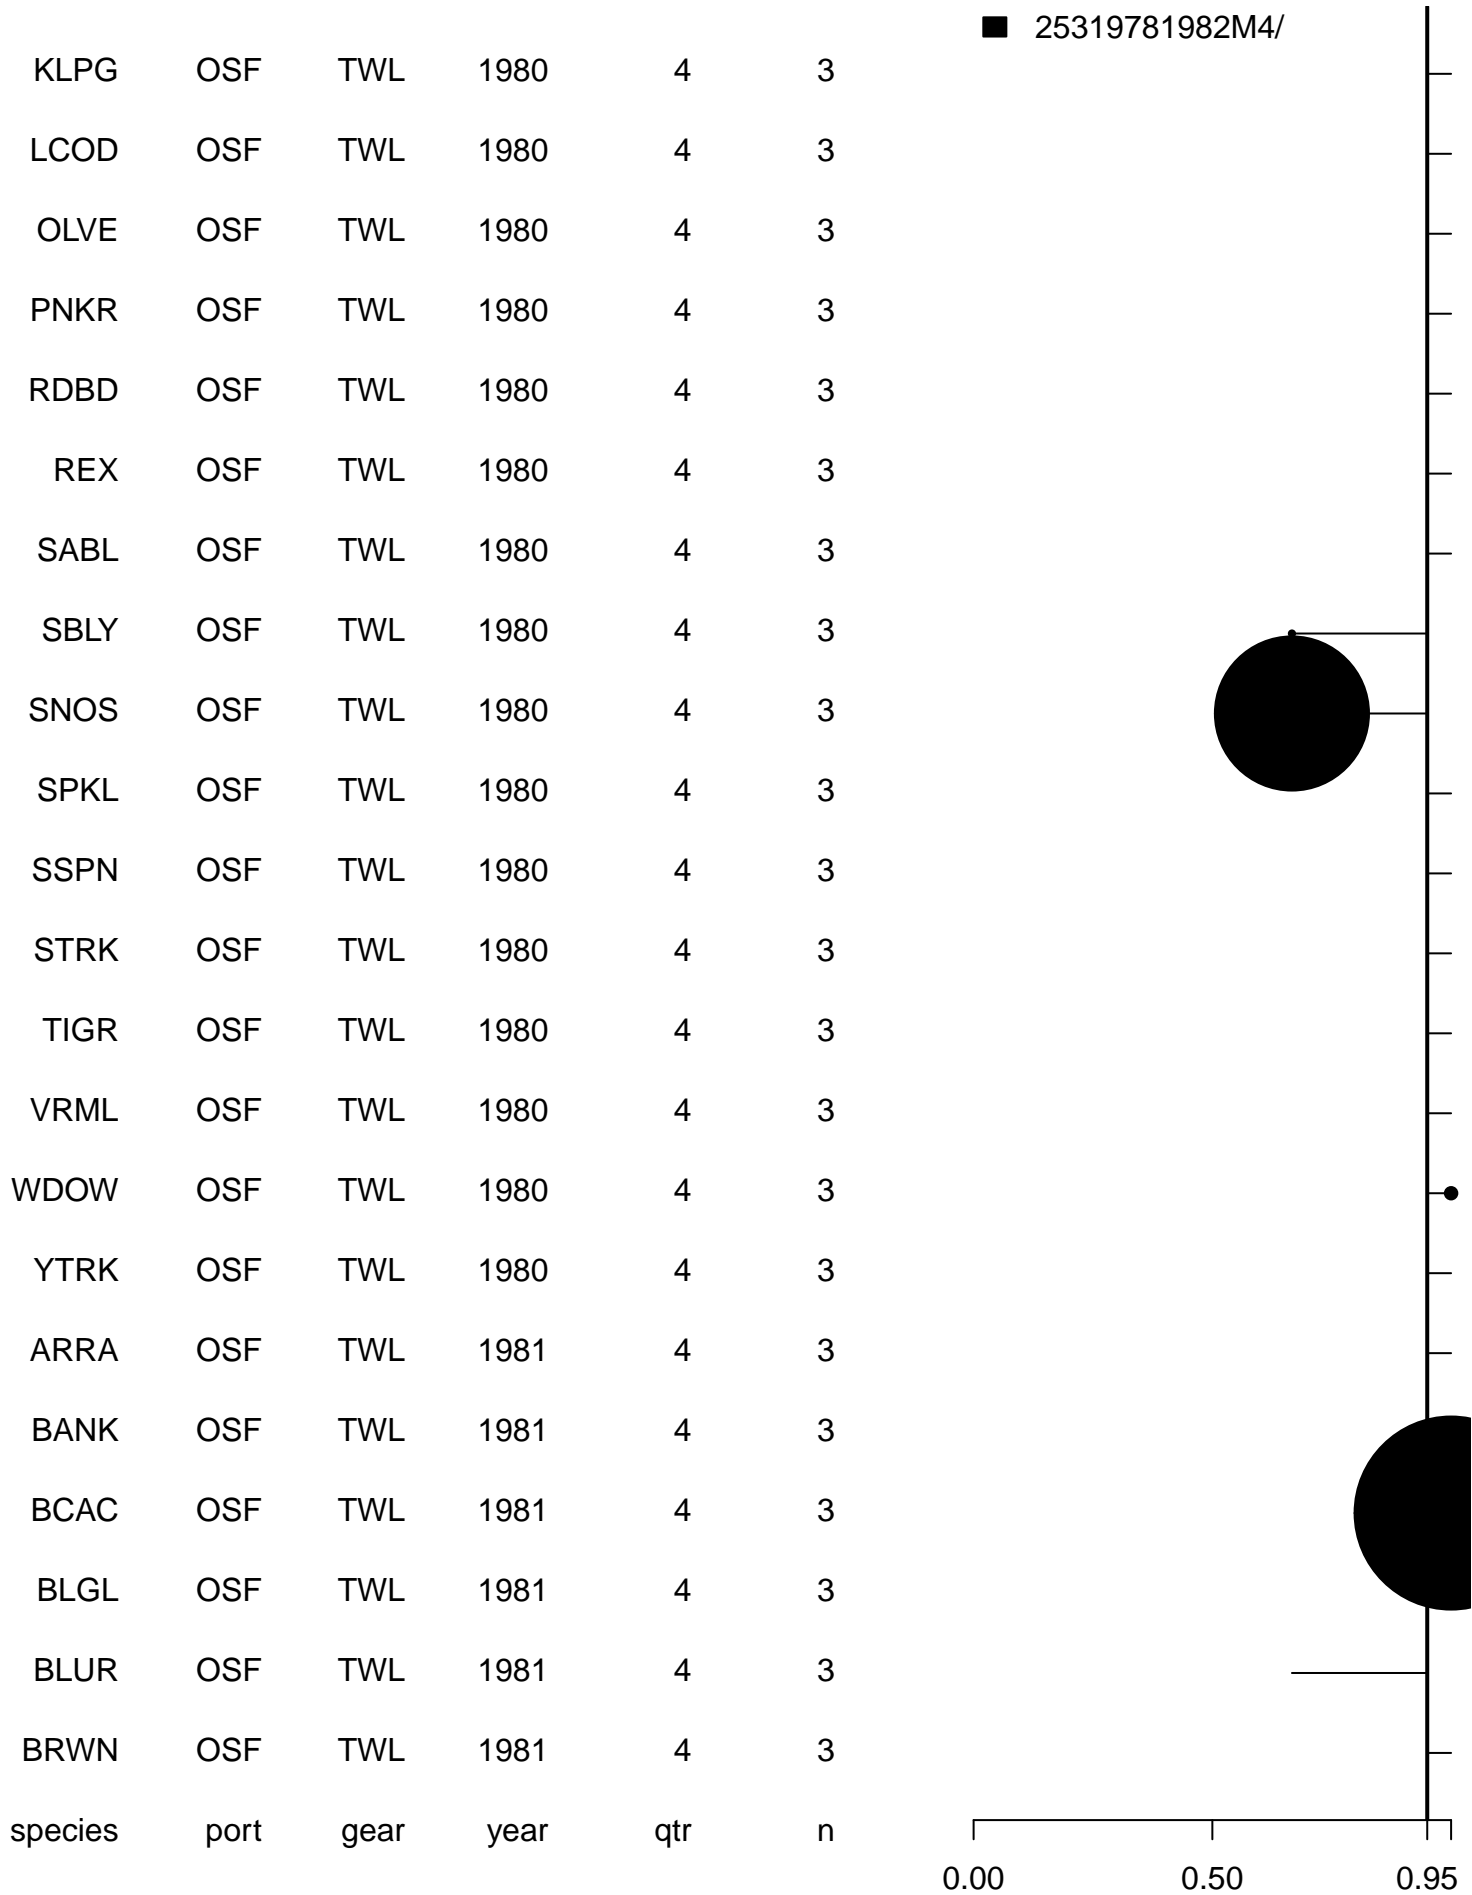 25319781982M4/
KLPG OSF TWL 1980 4 3
LCOD OSF TWL 1980 4 3
OLVE OSF TWL 1980 4 3
PNKR OSF TWL 1980 4 3
RDBD OSF TWL 1980 4 3
REX OSF TWL 1980 4 3
SABL OSF TWL 1980 4 3
SBLY OSF TWL 1980 4 3
SNOS OSF TWL 1980 4 3
SPKL OSF TWL 1980 4 3
SSPN OSF TWL 1980 4 3
STRK OSF TWL 1980 4 3
TIGR OSF TWL 1980 4 3
VRML OSF TWL 1980 4 3
WDOW OSF TWL 1980 4 3
YTRK OSF TWL 1980 4 3
ARRA OSF TWL 1981 4 3
BANK OSF TWL 1981 4 3
BCAC OSF TWL 1981 4 3
BLGL OSF TWL 1981 4 3
BLUR OSF TWL 1981 4 3
BRWN OSF TWL 1981 4 3
species port gear year qtr n
0.00 0.50 0.95